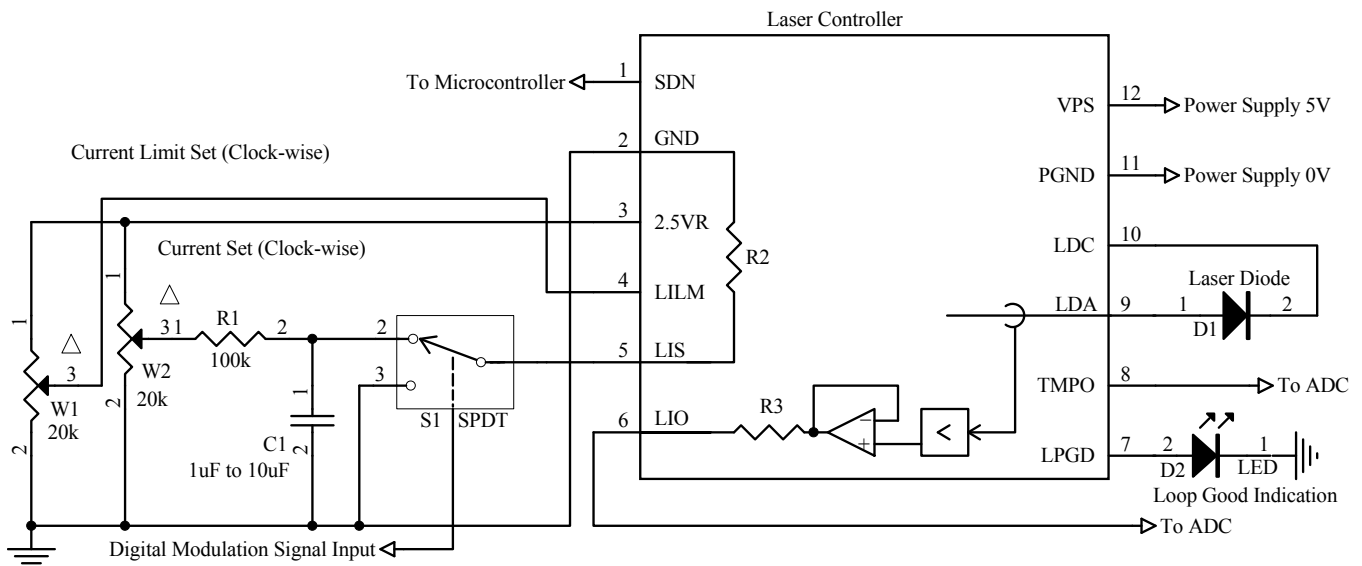 Laser Controller
To Microcontroller
1
SDN
VPS
12
Power Supply 5V
2
GND
Current Limit Set (Clock-wise)
PGND
11
Power Supply 0V
3
2.5VR
Current Set (Clock-wise)
R2
LDC
10
4
LILM
Laser Diode
LDA
9
1
D1
2
1
1
3
1
R1
2
100k
2
5
LIS
3
W1
20k
2
W2
20k
2
1
C1
2
1uF to 10uF
3
S1
SPDT
TMPO
8
To ADC
6
LIO
R3
−
+
<
LPGD
7
2
D2
1
LED
Loop Good Indication
To ADC
Digital Modulation Signal Input